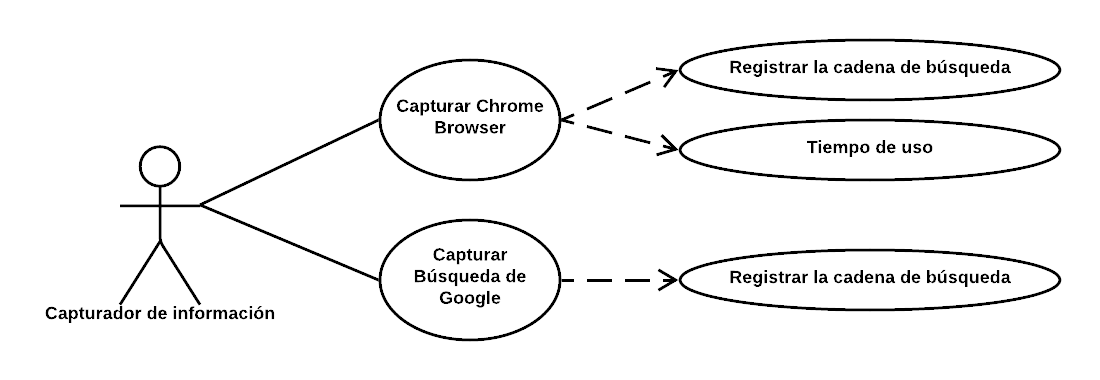 Registrar la cadena de búsqueda
Capturar Chrome
Browser
Tiempo de uso
Capturar
Búsqueda de
Google
Registrar la cadena de búsqueda
Capturador de información